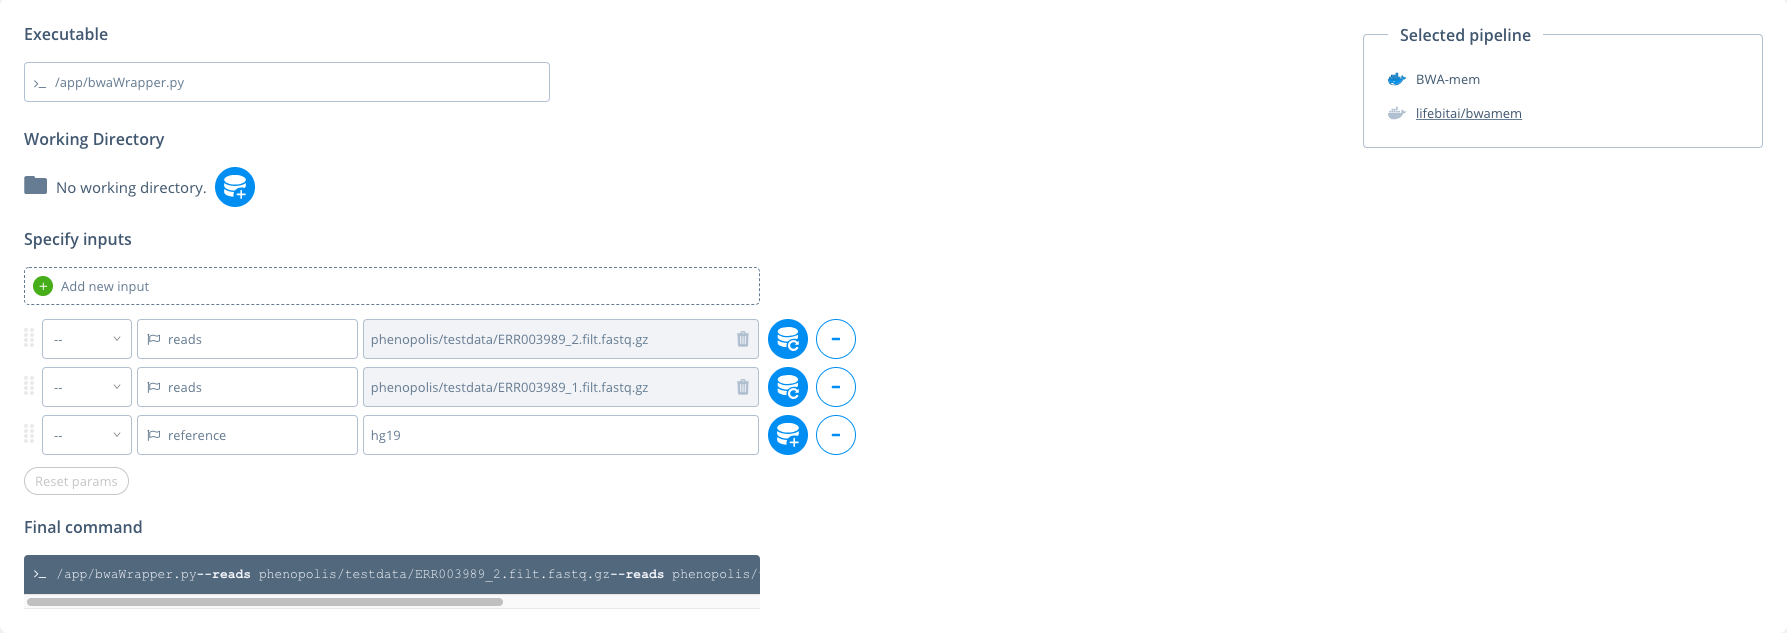 Executable
>_ /app/bwaWrapper.py
Working Directory
No working directory.
Specify inputs
Add new input
-- reads phenopolis/testdata/ERR003989_2.filt.fastq.gz
-- reads phenopolis/testdata/ERR003989_1.filt.fastq.gz
-- reference hg19
Reset params
Final command
>_ /app/bwaWrapper.py--reads phenopolis/testdata/ERR003989_2.filt.fastq.gz--reads phenopolis/
Selected pipeline
BWA-mem
lifebitai/bwamem